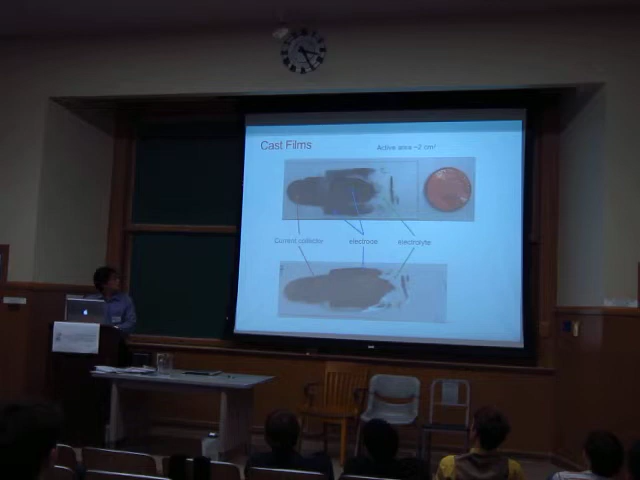 Cast Films
Active area ~2 cm²
Current collector
electrode
electrolyte